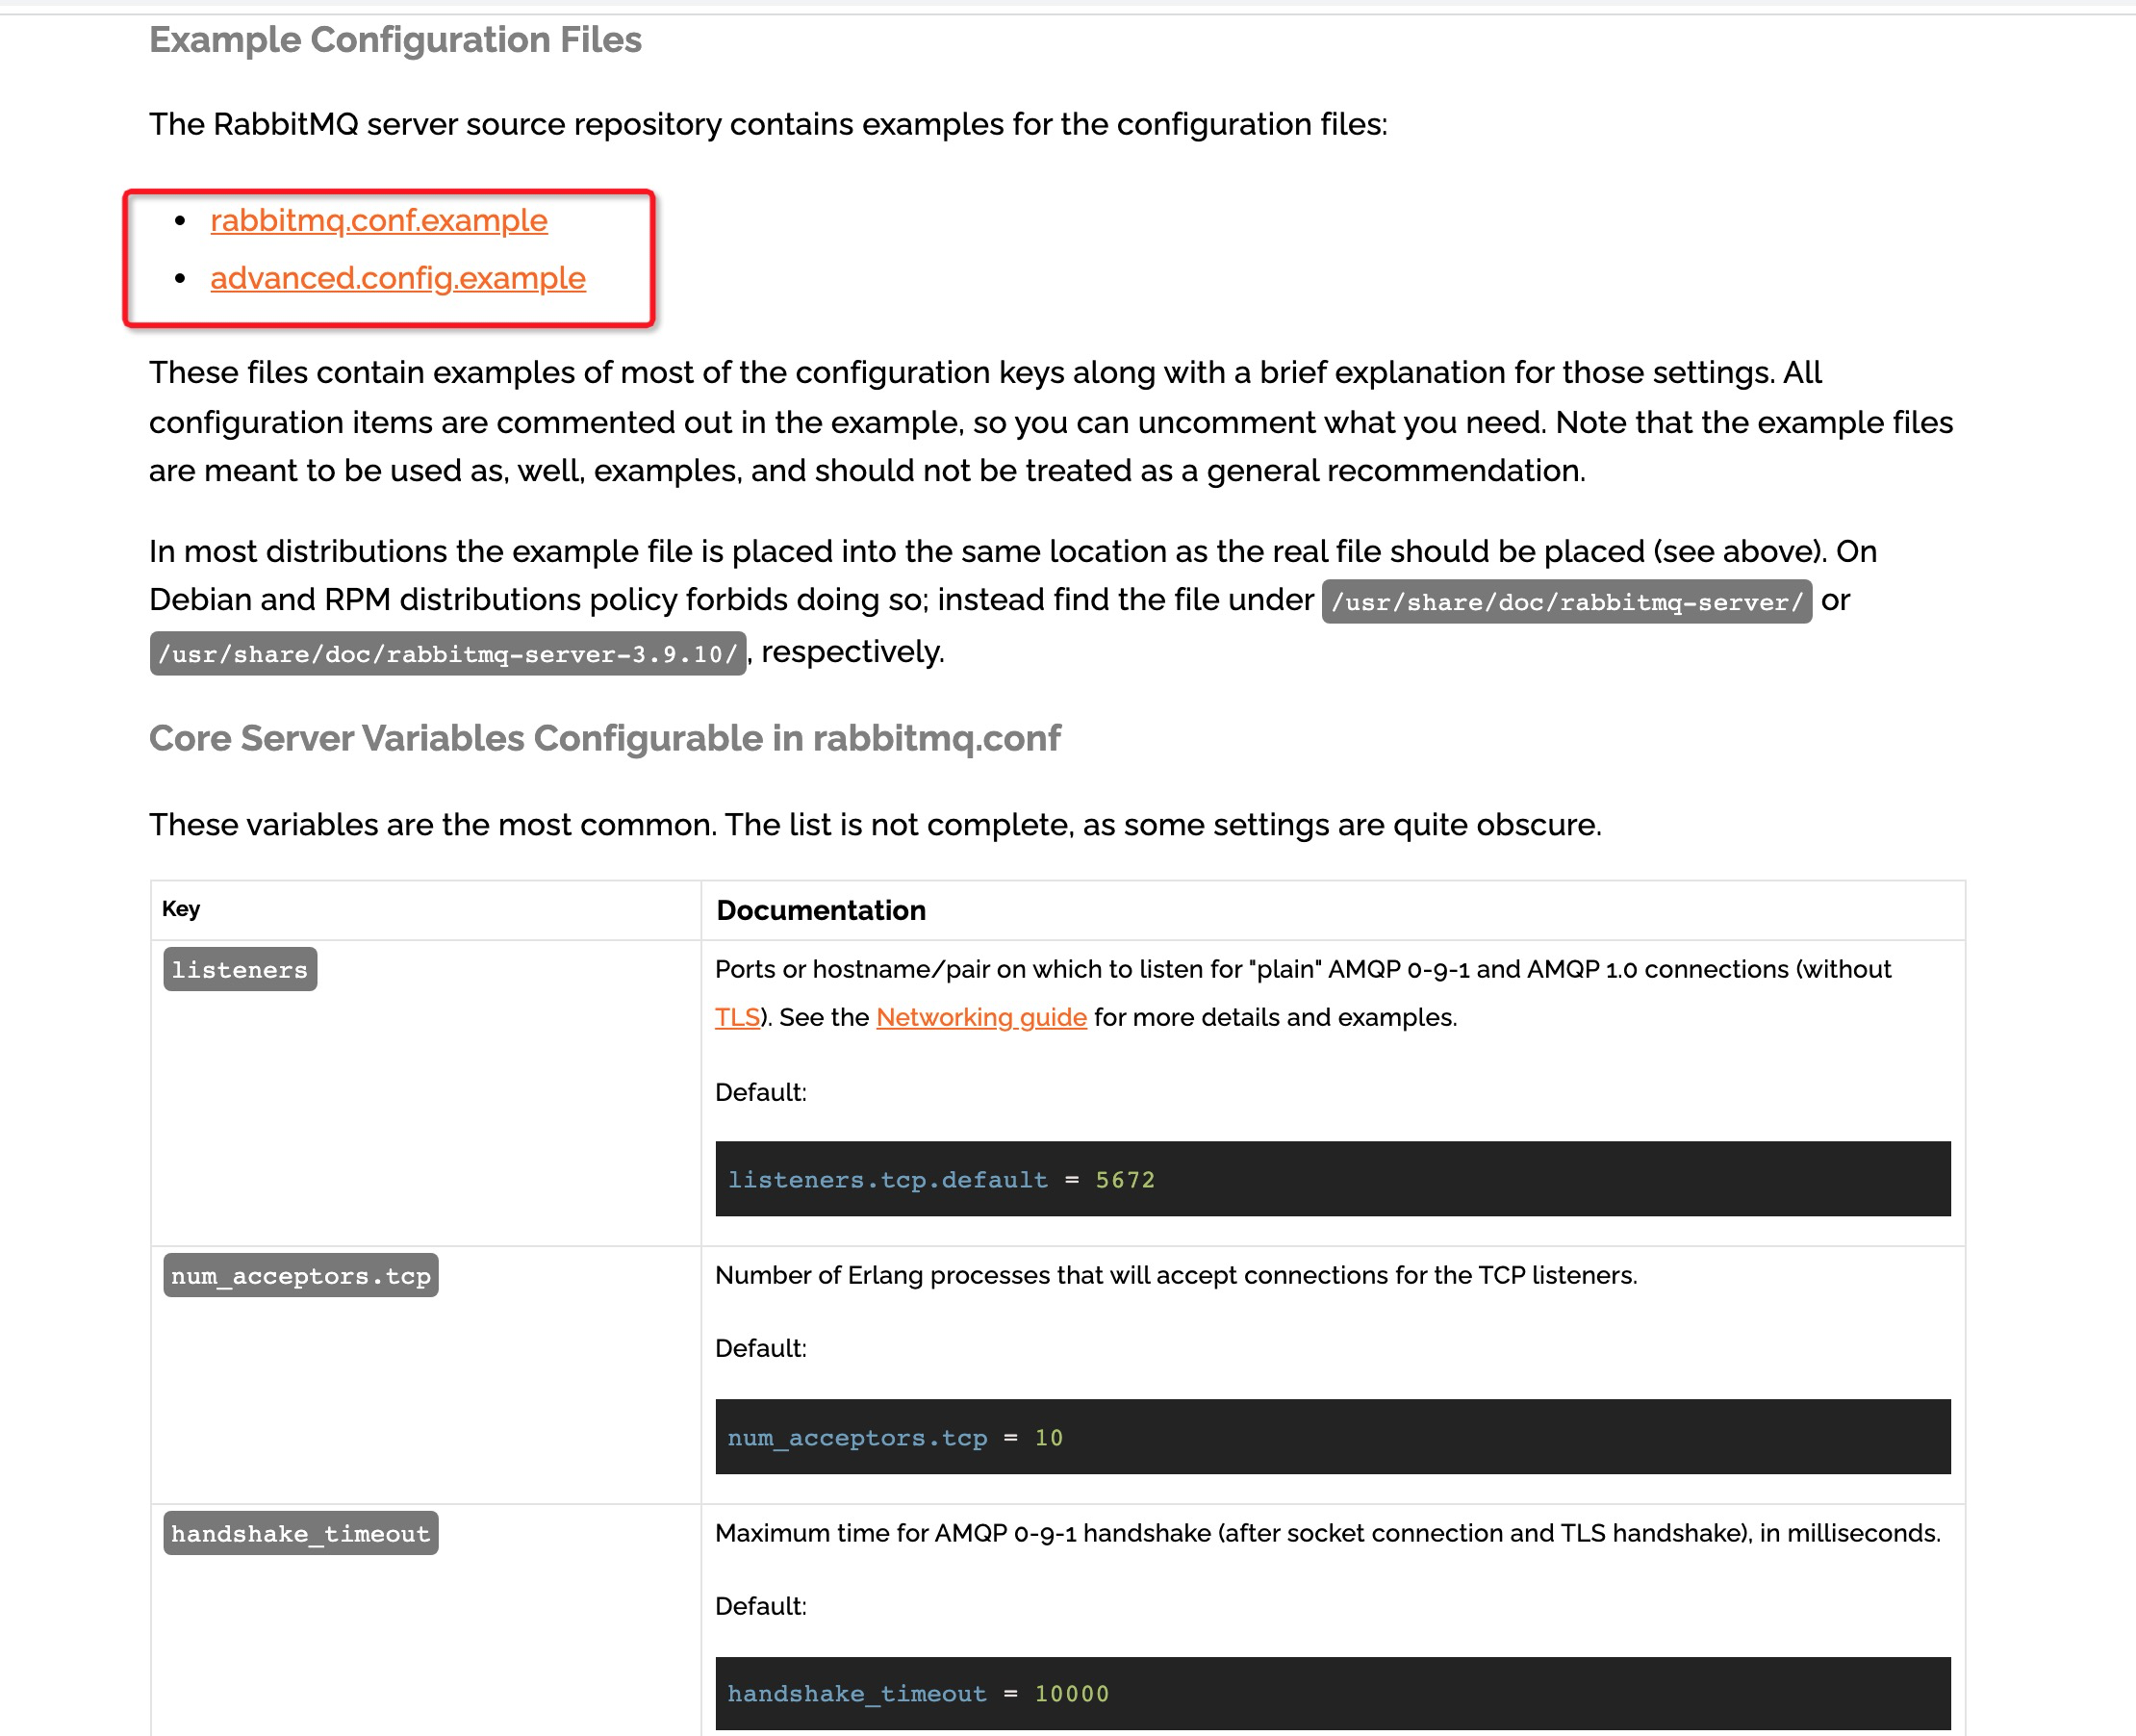 Example Configuration Files
The RabbitMQ server source repository contains examples for the configuration files:
• rabbitmq.conf.example
• advanced.config.example
These files contain examples of most of the configuration keys along with a brief explanation for those settings. All
configuration items are commented out in the example, so you can uncomment what you need. Note that the example files
are meant to be used as, well, examples, and should not be treated as a general recommendation.
In most distributions the example file is placed into the same location as the real file should be placed (see above). On
Debian and RPM distributions policy forbids doing so; instead find the file under /usr/share/doc/rabbitmq-server/ or
/usr/share/doc/rabbitmq-server-3.9.10/, respectively.
Core Server Variables Configurable in rabbitmq.conf
These variables are the most common. The list is not complete, as some settings are quite obscure.
Key Documentation
listeners Ports or hostname/pair on which to listen for "plain" AMQP 0-9-1 and AMQP 1.0 connections (without
TLS). See the Networking guide for more details and examples.
Default:
listeners.tcp.default = 5672
num_acceptors.tcp Number of Erlang processes that will accept connections for the TCP listeners.
Default:
num_acceptors.tcp = 10
handshake_timeout Maximum time for AMQP 0-9-1 handshake (after socket connection and TLS handshake), in milliseconds.
Default:
handshake_timeout = 10000